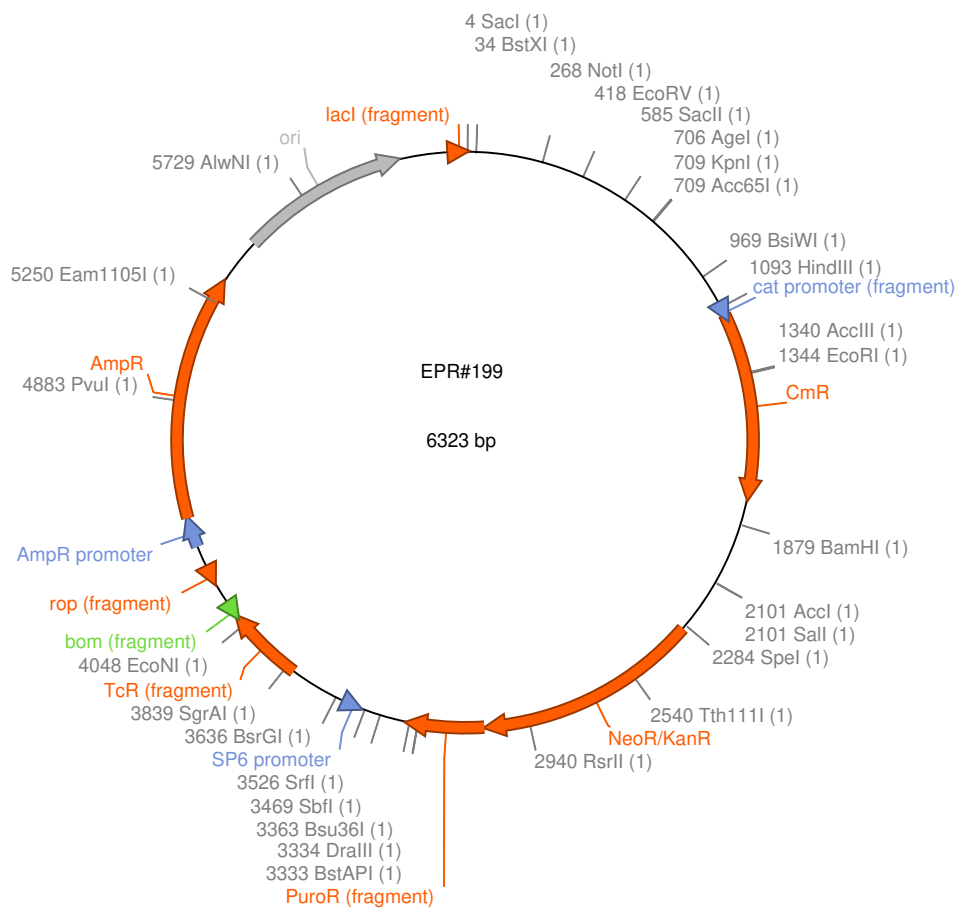 4 SacI (1)
34 BstXI (1)
268 NotI (1)
418 EcoRV (1)
585 SacII (1)
706 AgeI (1)
709 KpnI (1)
709 Acc65I (1)
969 BsiWI (1)
1093 HindIII (1)
cat promoter (fragment)
1340 AccIII (1)
1344 EcoRI (1)
CmR
1879 BamHI (1)
2101 AccI (1)
2101 SalI (1)
2284 SpeI (1)
2540 Tth111I (1)
NeoR/KanR
2940 RsrII (1)
PuroR (fragment)
3333 BstAPI (1)
3334 DraIII (1)
3363 Bsu36I (1)
3469 SbfI (1)
3526 SrfI (1)
SP6 promoter
3636 BsrGI (1)
3839 SgrAI (1)
TcR (fragment)
4048 EcoNI (1)
bom (fragment)
rop (fragment)
AmpR promoter
4883 PvuI (1)
AmpR
5250 Eam1105I (1)
5729 AlwNI (1)
ori
lacI (fragment)
EPR#199
6323 bp